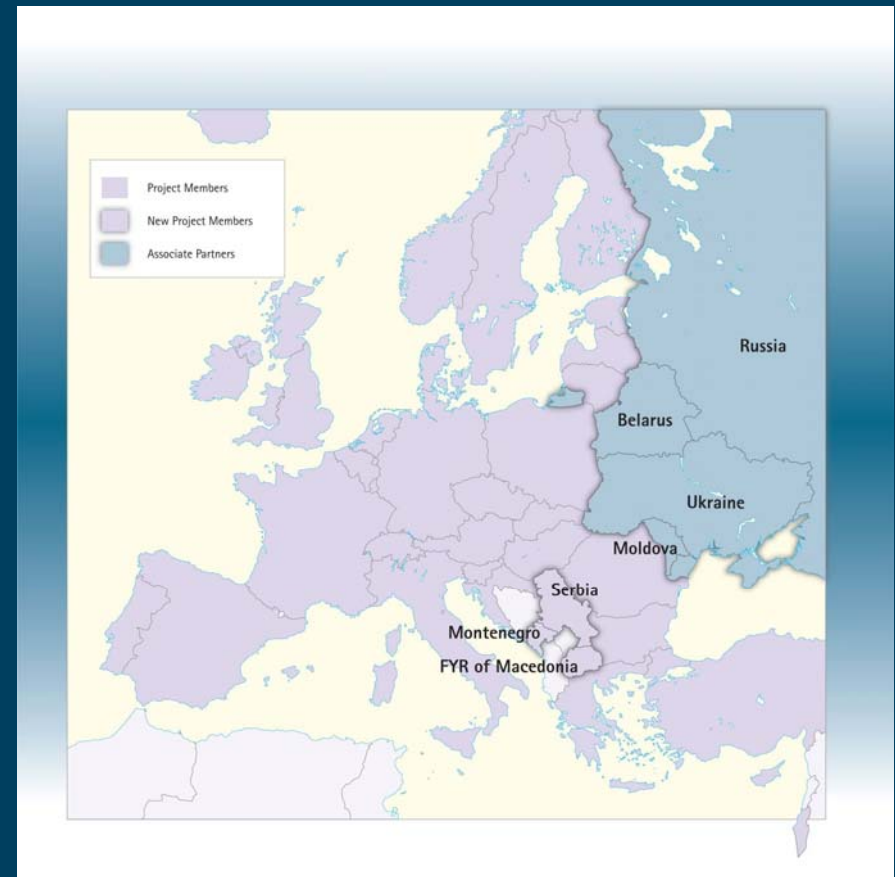 Project Members
New Project Members
Associate Partners
Russia
Belarus
Ukraine
Moldova
Serbia
Montenegro
FYR of Macedonia